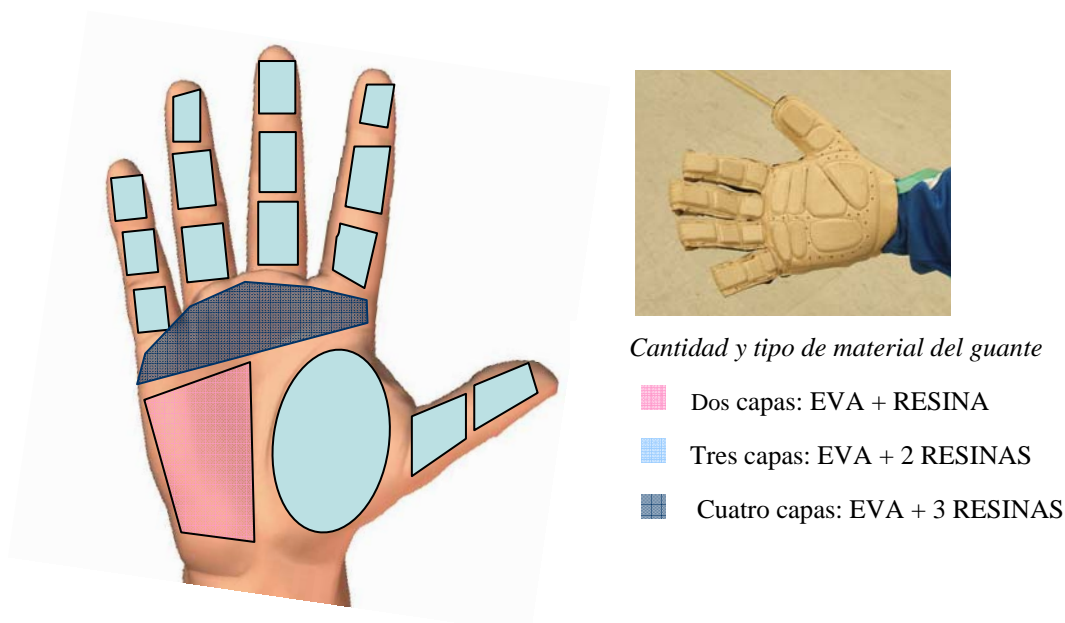 Cantidad y tipo de material del guante
Dos capas: EVA + RESINA
Tres capas: EVA + 2 RESINAS
Cuatro capas: EVA + 3 RESINAS